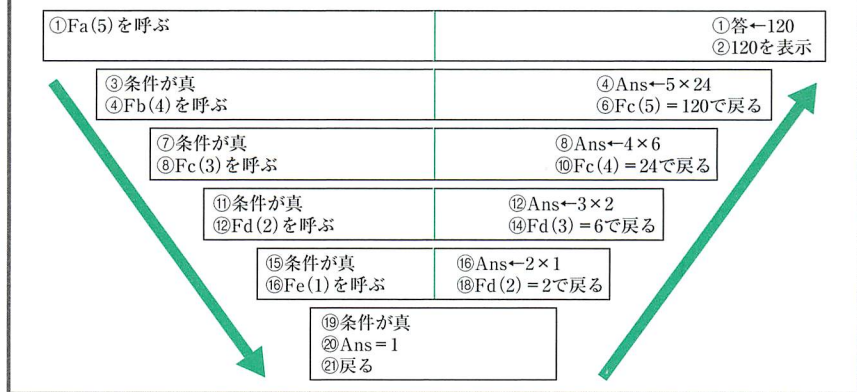 ①Fa(5)を呼ぶ
①答←120
②120を表示
③条件が真
④Fb(4)を呼ぶ
④Ans←5×24
⑥Fc(5)=120で戻る
⑦条件が真
⑧Fc(3)を呼ぶ
⑧Ans←4×6
⑩Fc(4)=24で戻る
⑪条件が真
⑫Fd(2)を呼ぶ
⑫Ans←3×2
⑭Fd(3)=6で戻る
⑮条件が真
⑯Fe(1)を呼ぶ
⑯Ans←2×1
⑱Fd(2)=2で戻る
⑲条件が真
⑳Ans=1
㉑戻る